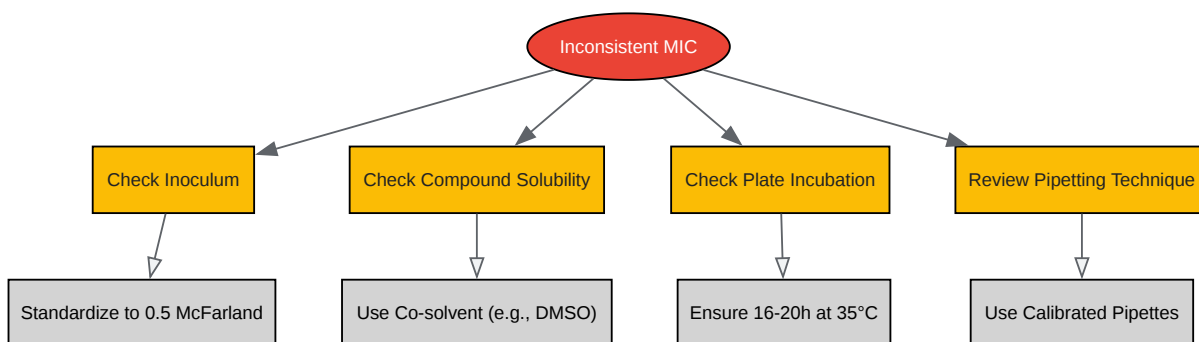 Inconsistent MIC
Check Inoculum
Check Compound Solubility
Check Plate Incubation
Review Pipetting Technique
Standardize to 0.5 McFarland
Use Co-solvent (e.g., DMSO)
Ensure 16-20h at 35°C
Use Calibrated Pipettes